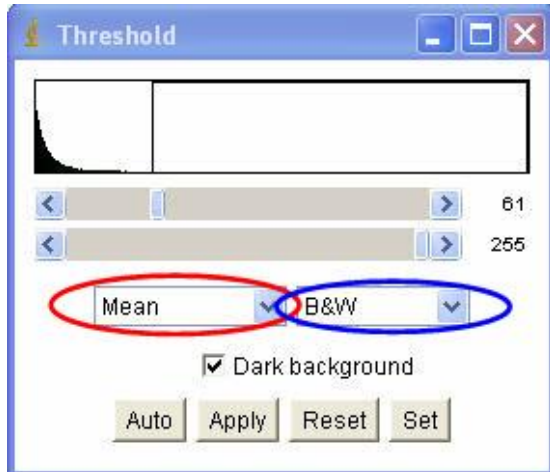 Threshold
61
255
Mean B&W
Dark background
Auto Apply Reset Set